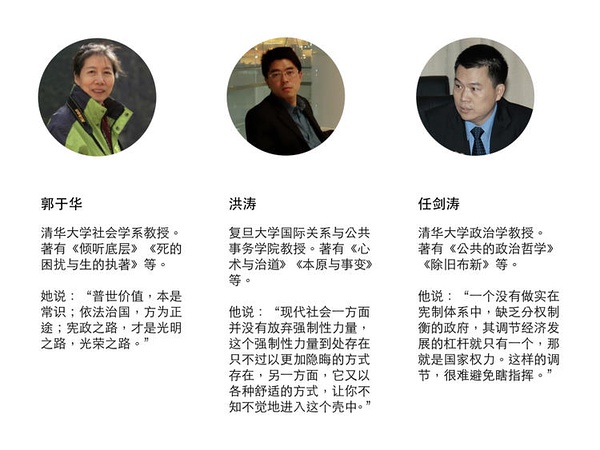 郭于华
清华大学社会学系教授。
著有《倾听底层》《死的
困扰与生的执著》等。
她说：“普世价值，本是
常识；依法治国，方为正
途；宪政之路，才是光明
之路，光荣之路。”
洪涛
复旦大学国际关系与公共
事务学院教授。著有《心
术与治道》《本原与事变》
等。
他说：“现代社会一方面
并没有放弃强制性力量，
这个强制性力量到处存在
只不过以更加隐晦的方式
存在，另一方面，它又以
各种舒适的方式，让你不
知不觉地进入这个壳中。”
任剑涛
清华大学政治学教授。
著有《公共的政治哲学》
《除旧布新》等。
他说：“一个没有做实在
宪制体系中，缺乏分权制
衡的政府，其调节经济发
展的杠杆就只有一个，那
就是国家权力。这样的调
节，很难避免瞎指挥。”